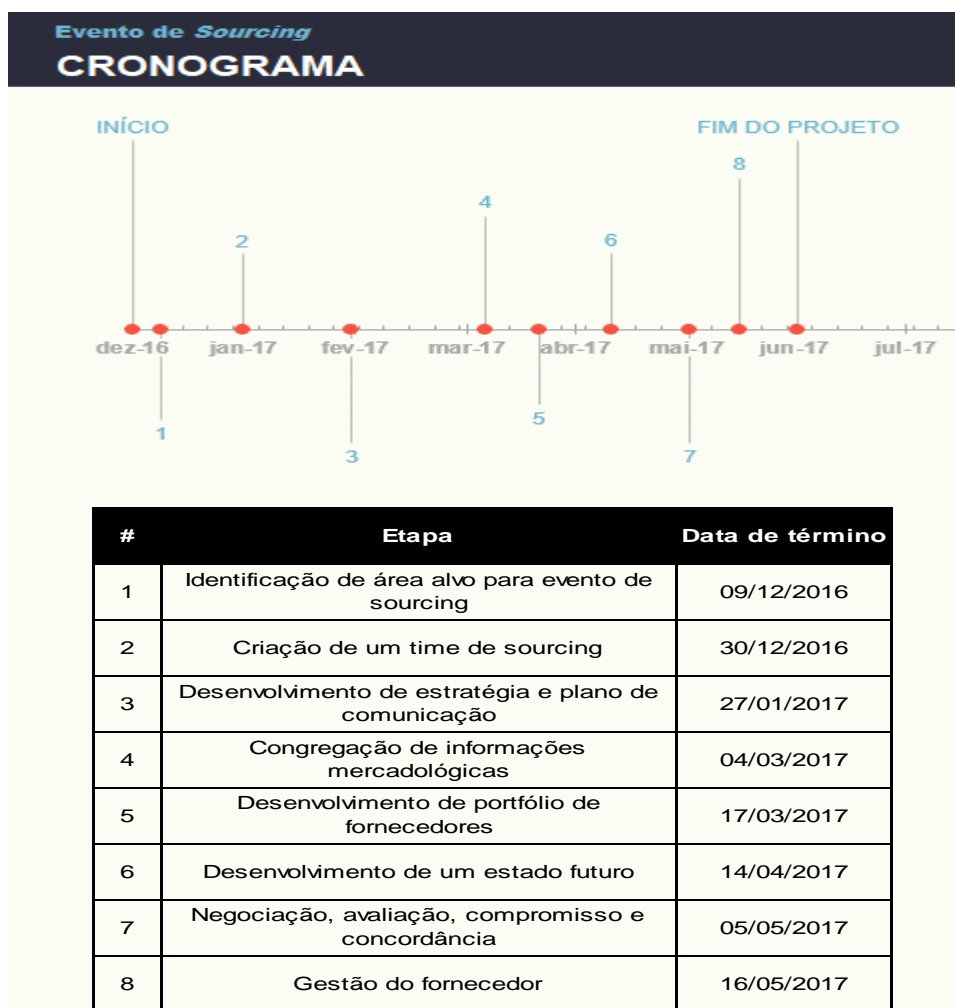 Evento de Sourcing
CRONOGRAMA
INÍCIO
FIM DO PROJETO
8
4
2
6
dez-16 jan-17 fev-17 mar-17 abr-17 mai-17 jun-17 jul-17
5
1
3
7
# Etapa Data de término
1 Identificação de área alvo para evento de
sourcing 09/12/2016
2 Criação de um time de sourcing 30/12/2016
3 Desenvolvimento de estratégia e plano de
comunicação 27/01/2017
4 Congregação de informações
mercadológicas 04/03/2017
5 Desenvolvimento de portfólio de
fornecedores 17/03/2017
6 Desenvolvimento de um estado futuro 14/04/2017
7 Negociação, avaliação, compromisso e
concordância 05/05/2017
8 Gestão do fornecedor 16/05/2017